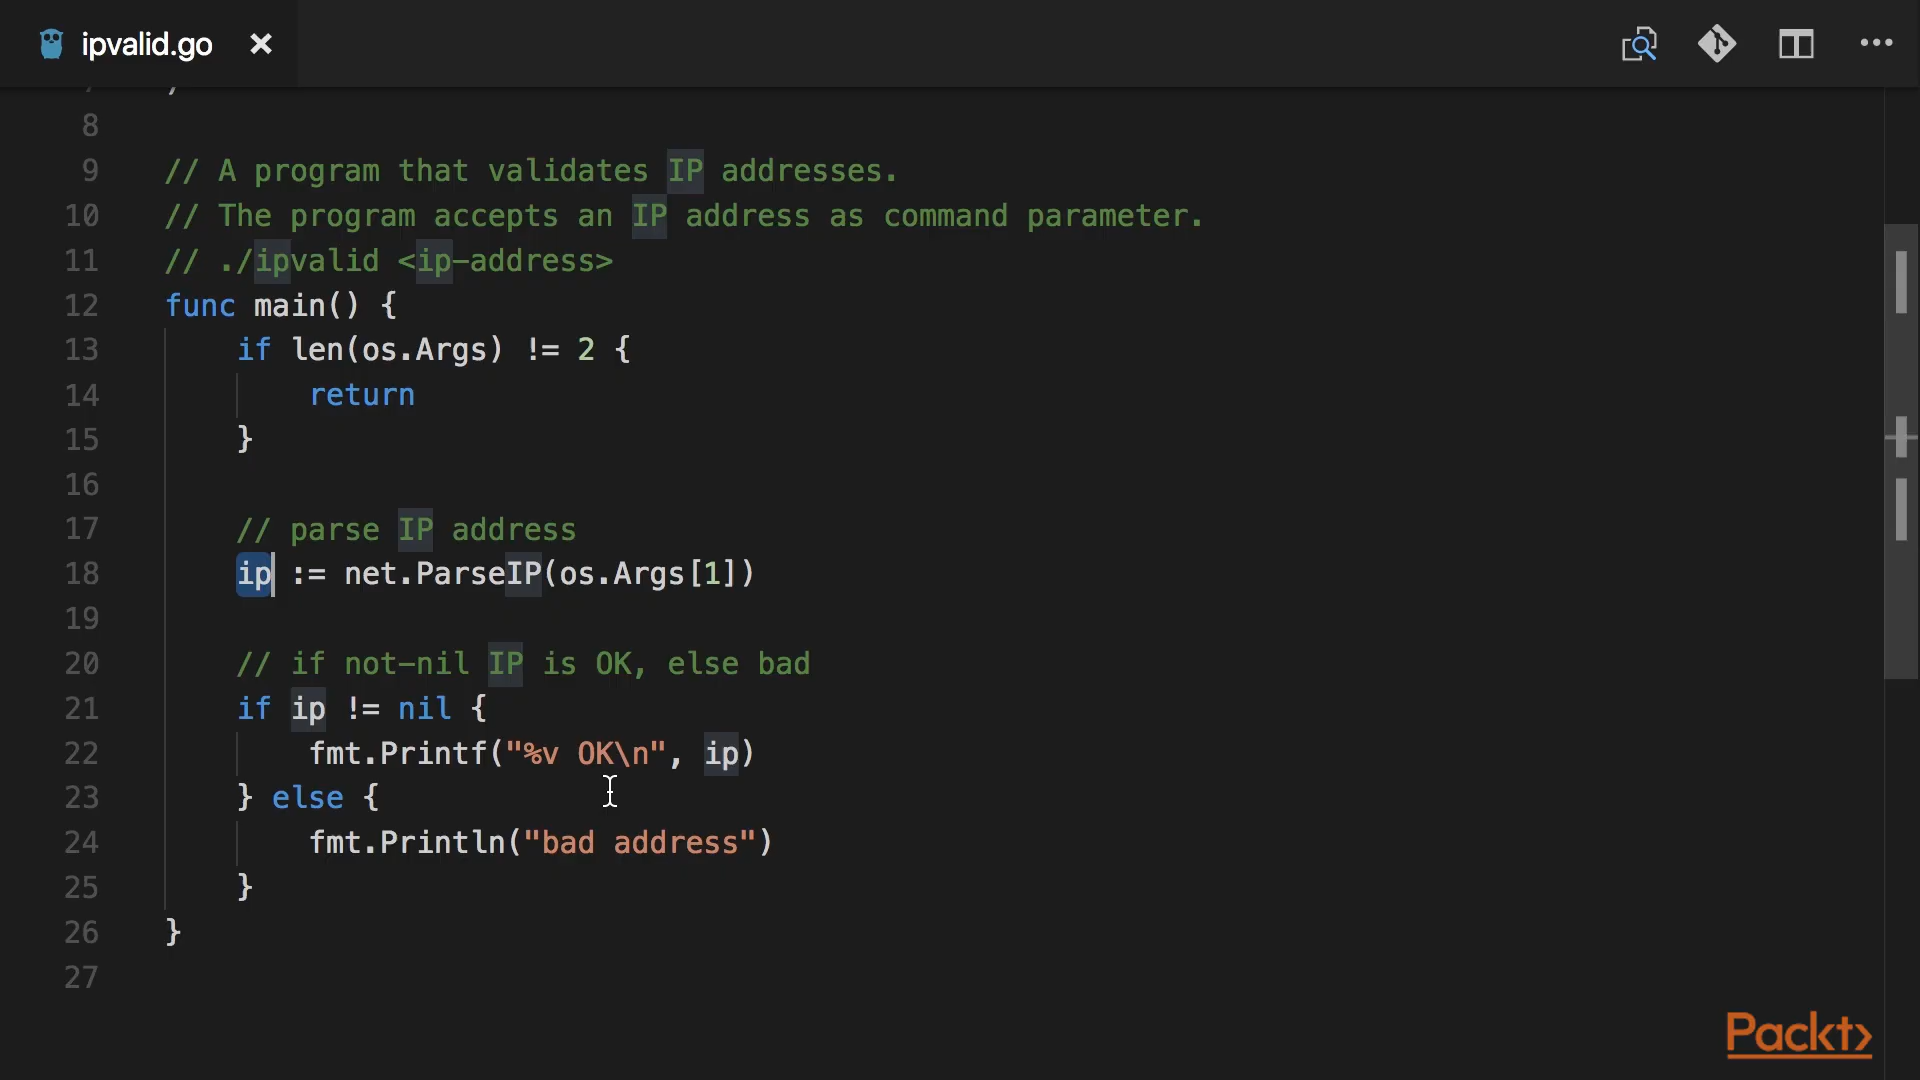 ipvalid.go
8
9 // A program that validates IP addresses.
10 // The program accepts an IP address as command parameter.
11 // ./ipvalid <ip-address>
12 func main() {
13 if len(os.Args) != 2 {
14 return
15 }
16
17 // parse IP address
18 ip := net.ParseIP(os.Args[1])
19
20 // if not-nil IP is OK, else bad
21 if ip != nil {
22 fmt.Printf("%v OK\n", ip)
23 } else {
24 fmt.Println("bad address")
25 }
26 }
27
Packt>